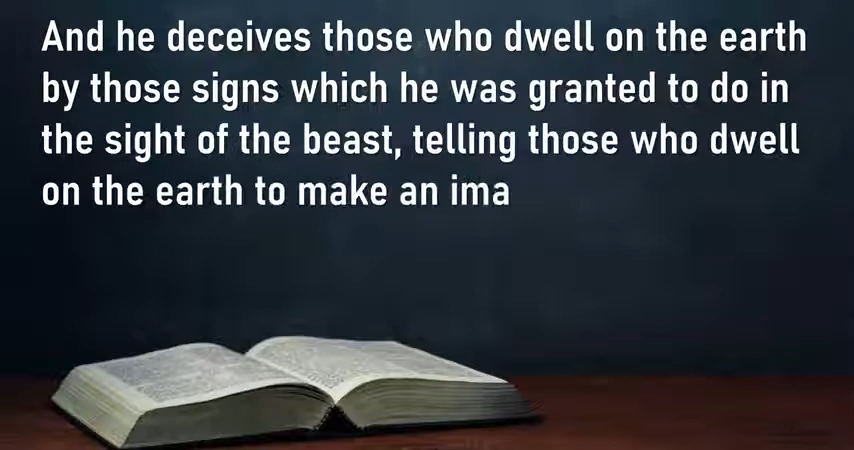 And he deceives those who dwell on the earth
by those signs which he was granted to do in
the sight of the beast, telling those who dwell
on the earth to make an ima